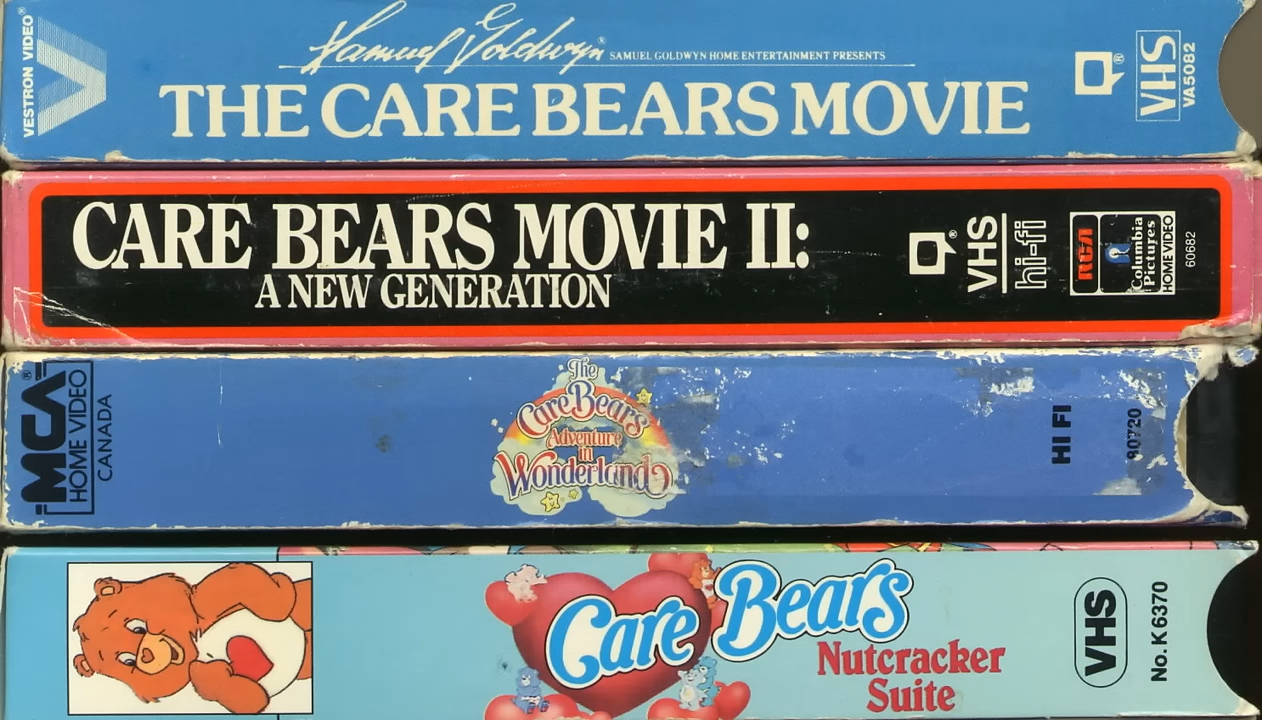 VESTRON VIDEO®
Samuel Goldwyn® SAMUEL GOLDWYN HOME ENTERTAINMENT PRESENTS
THE CARE BEARS MOVIE
®
VHS
VA5082
CARE BEARS MOVIE II:
A NEW GENERATION
®
VHS
hi-fi
RCA
Columbia
Pictures
HOME VIDEO
60682
MCA®
HOME VIDEO
CANADA
The
Care Bears
Adventure
in
Wonderland
HI FI
80720
Care Bears
Nutcracker
Suite
VHS
No. K6370